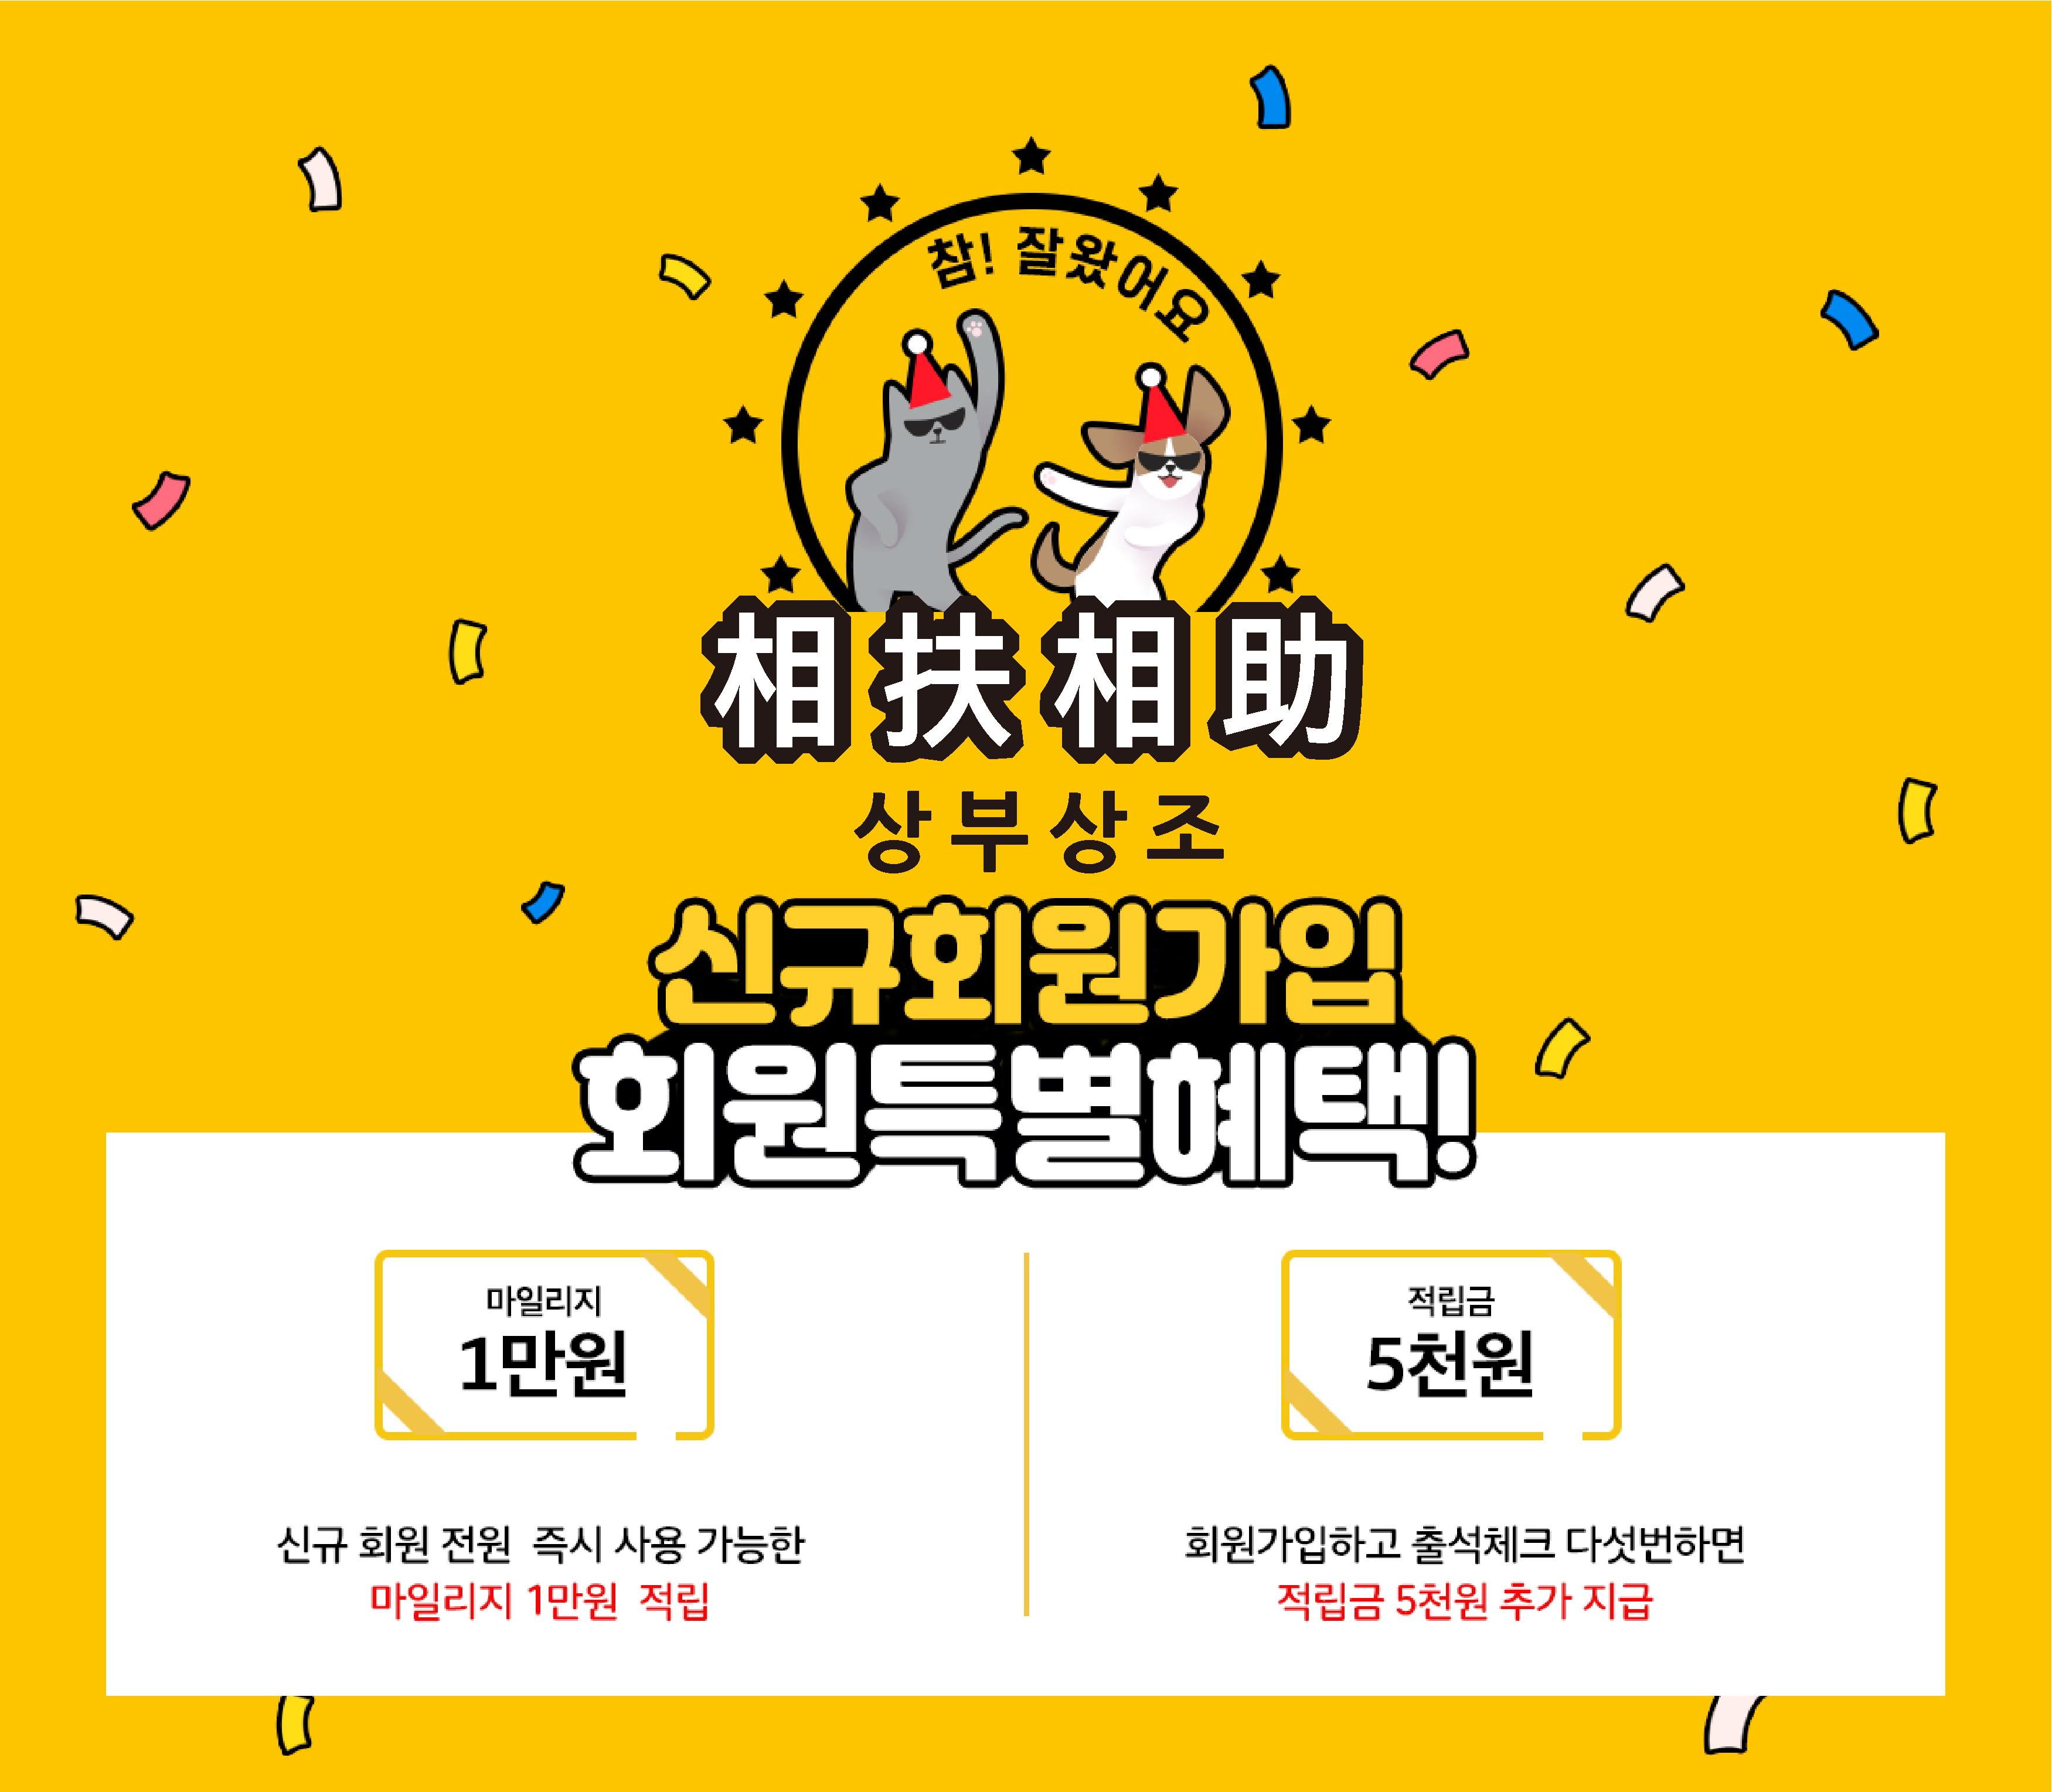 참! 잘왔어요
相扶相助
상부상조
신규회원가입
회원특별혜택!
마일리지
1만원
신규 회원 전원 즉시 사용 가능한
마일리지 1만원 적립
적립금
5천원
회원가입하고 출석체크 다섯번하면
적립금 5천원 추가 지급